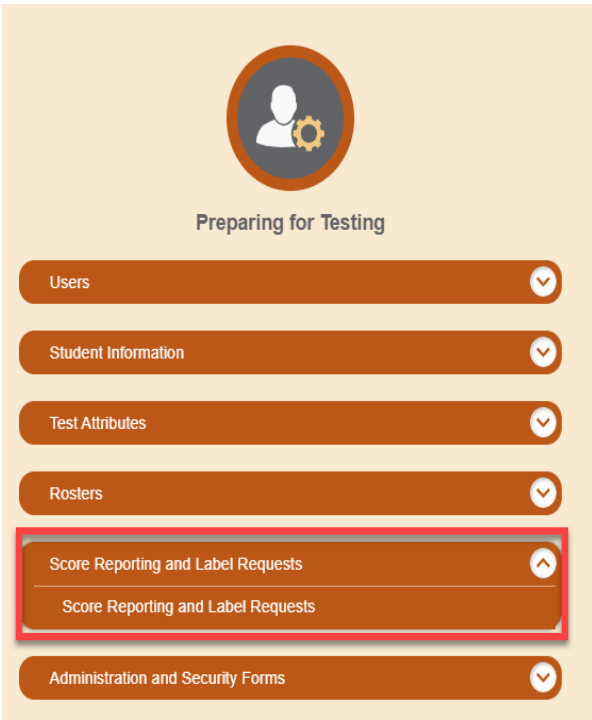 Preparing for Testing
Users
Student Information
Test Attributes
Rosters
Score Reporting and Label Requests
Score Reporting and Label Requests
Administration and Security Forms